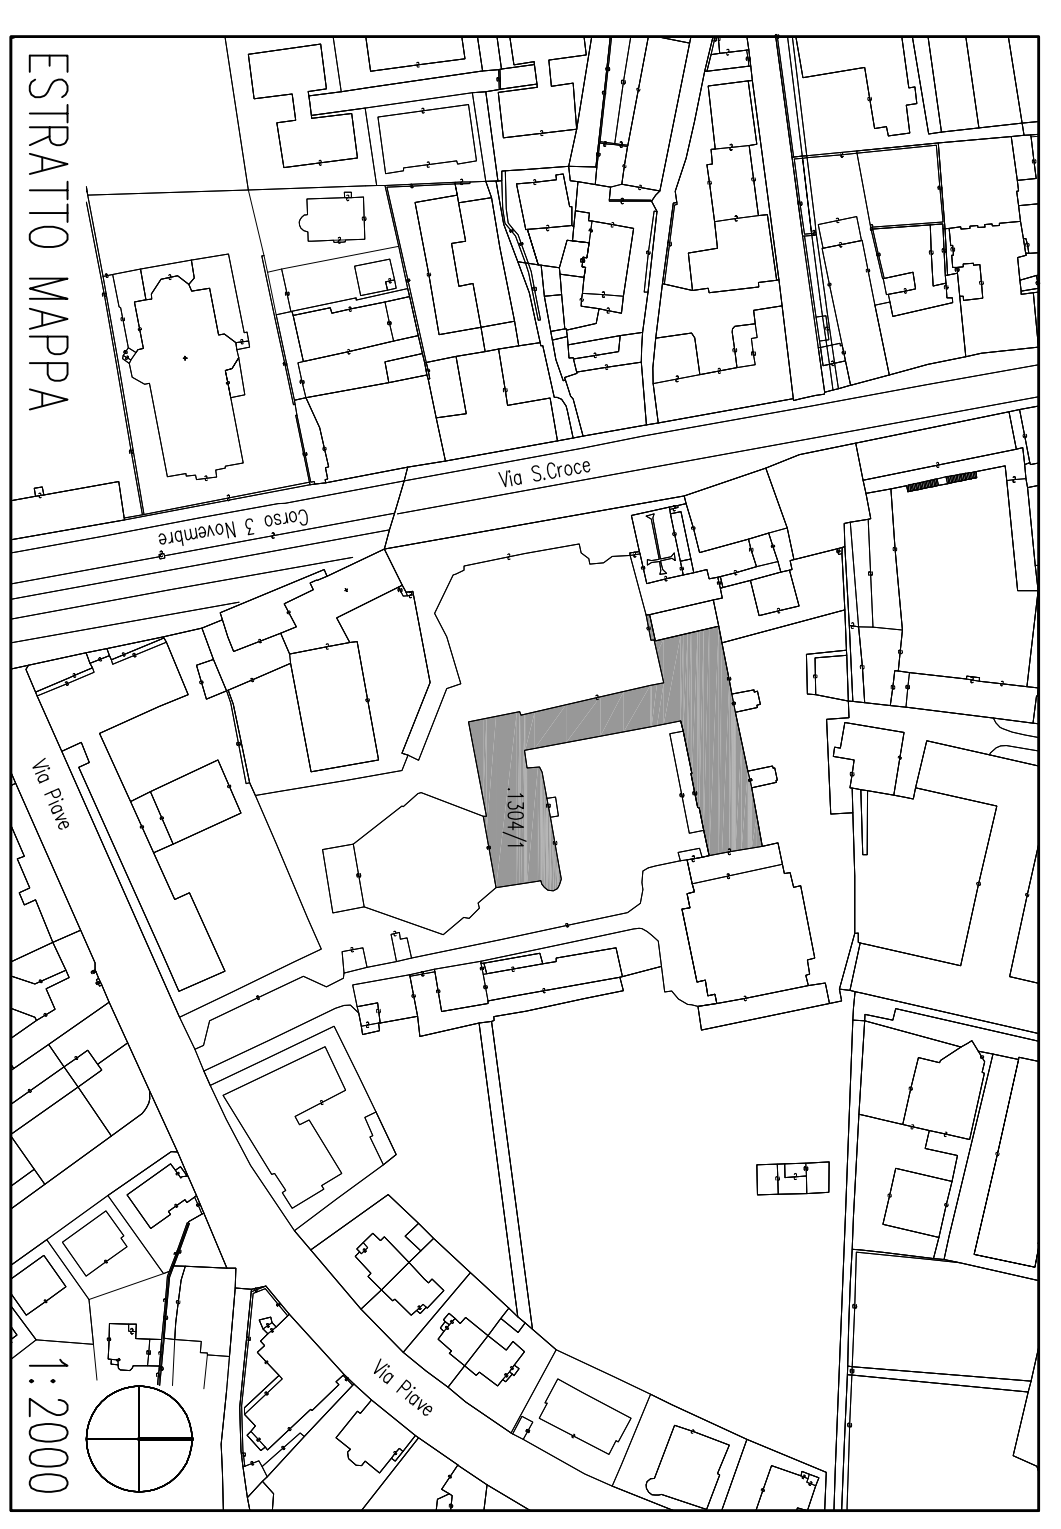 ESTRATTO MAPPA
1:2000
Via S.Croce
Corso 3 Novembre
.1304/1
Via Piave
Via Piave